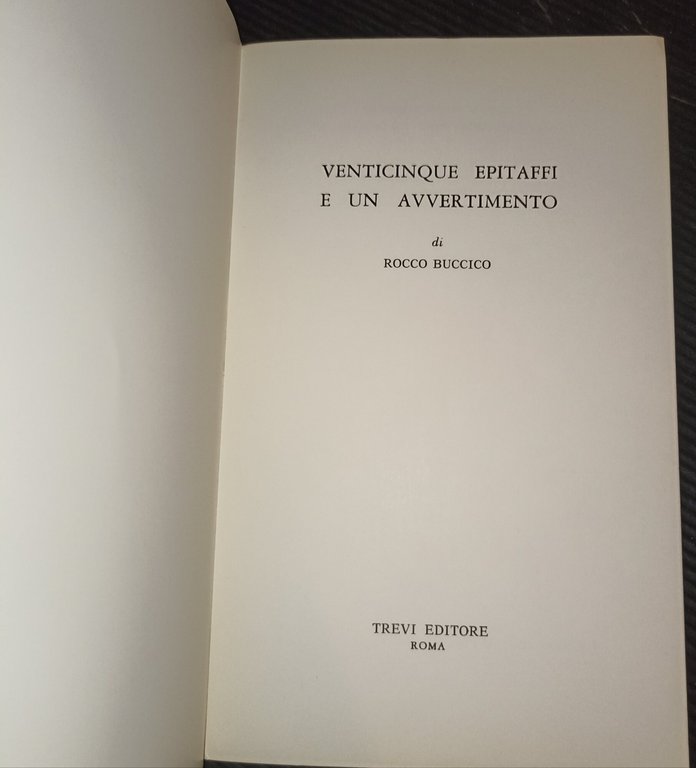 VENTICINQUE EPITAFFI
E UN AVVERTIMENTO
di
ROCCO BUCCICO
TREVI EDITORE
ROMA